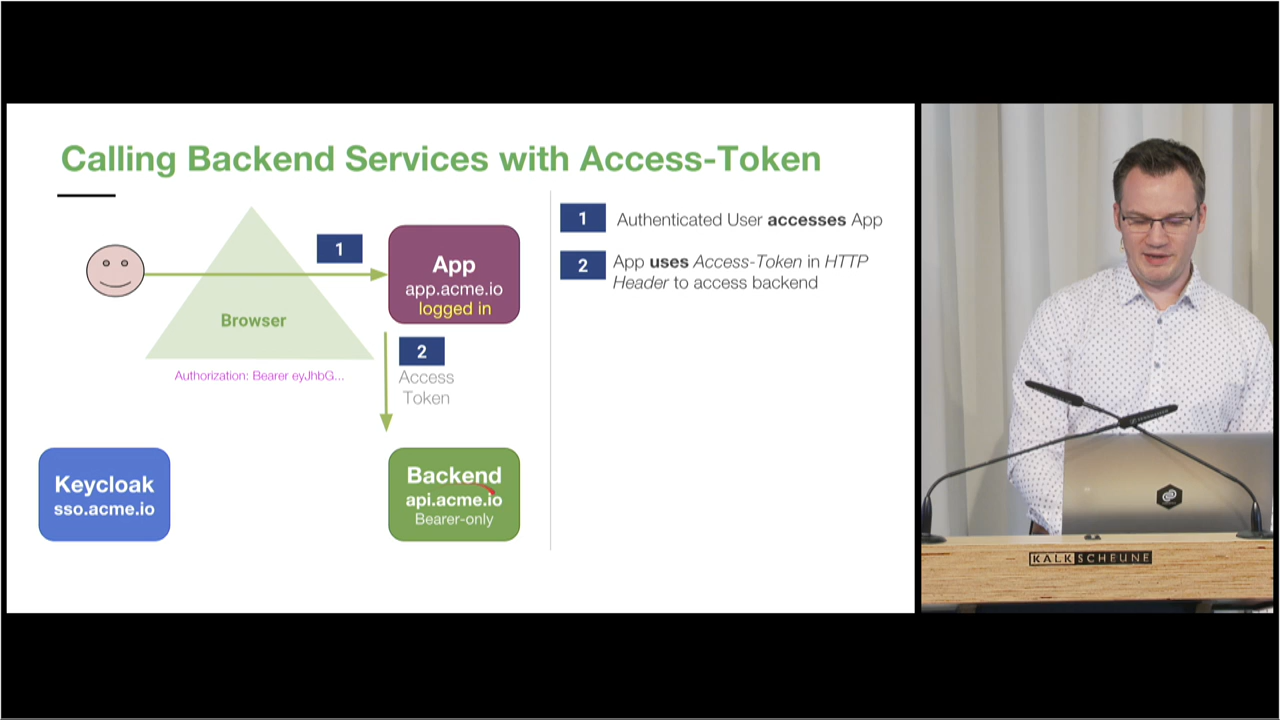 Calling Backend Services with Access-Token
1
App
app.acme.io
logged in
Browser
2
Access
Token
Authorization: Bearer eyJhbG...
Keycloak
sso.acme.io
Backend
api.acme.io
Bearer-only
1 Authenticated User accesses App
2 App uses Access-Token in HTTP
Header to access backend
KALKSCHEUNE